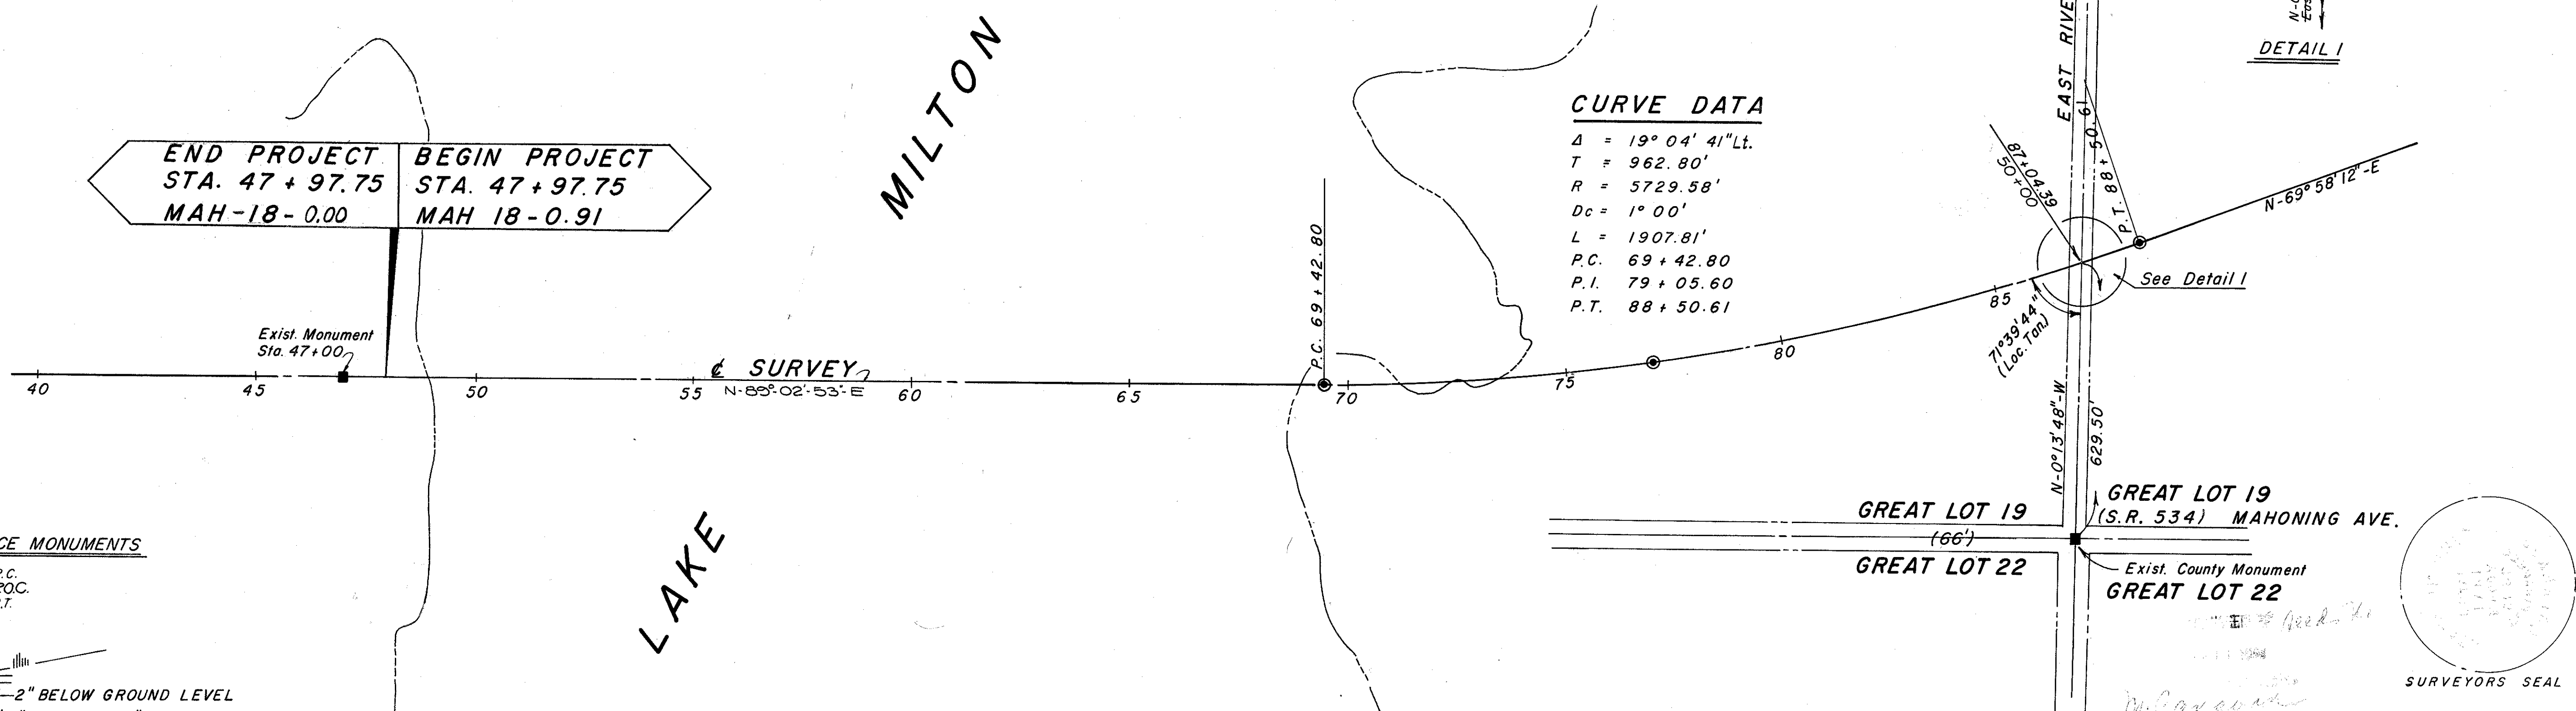 END PROJECT
STA. 47 + 97.75
MAH-18-0.00
BEGIN PROJECT
STA. 47 + 97.75
MAH 18-0.91
MILTON
LAKE
CURVE DATA
Δ = 19° 04' 41" Lt.
T = 962.80'
R = 5729.58'
Dc = 1° 00'
L = 1907.81'
P.C. 69 + 42.80
P.I. 79 + 05.60
P.T. 88 + 50.61
DETAIL 1
EAST RIVE
87+04.39
50+00
P.T. 88 + 50.61
N-69° 58' 12"-E
See Detail 1
71°39'44"
(Loc. Tan.)
Exist. Monument
Sta. 47+00
P.C. 69 + 42.80
℄ SURVEY
N-89°-02'-53"-E
40
45
50
55
60
65
70
75
80
85
N-0°13'48"-W
629.50'
GREAT LOT 19
(66')
GREAT LOT 22
GREAT LOT 19
(S.R. 534) MAHONING AVE.
Exist. County Monument
GREAT LOT 22
CE MONUMENTS
P.C.
P.O.C.
P.T.
2" BELOW GROUND LEVEL
SURVEYORS SEAL